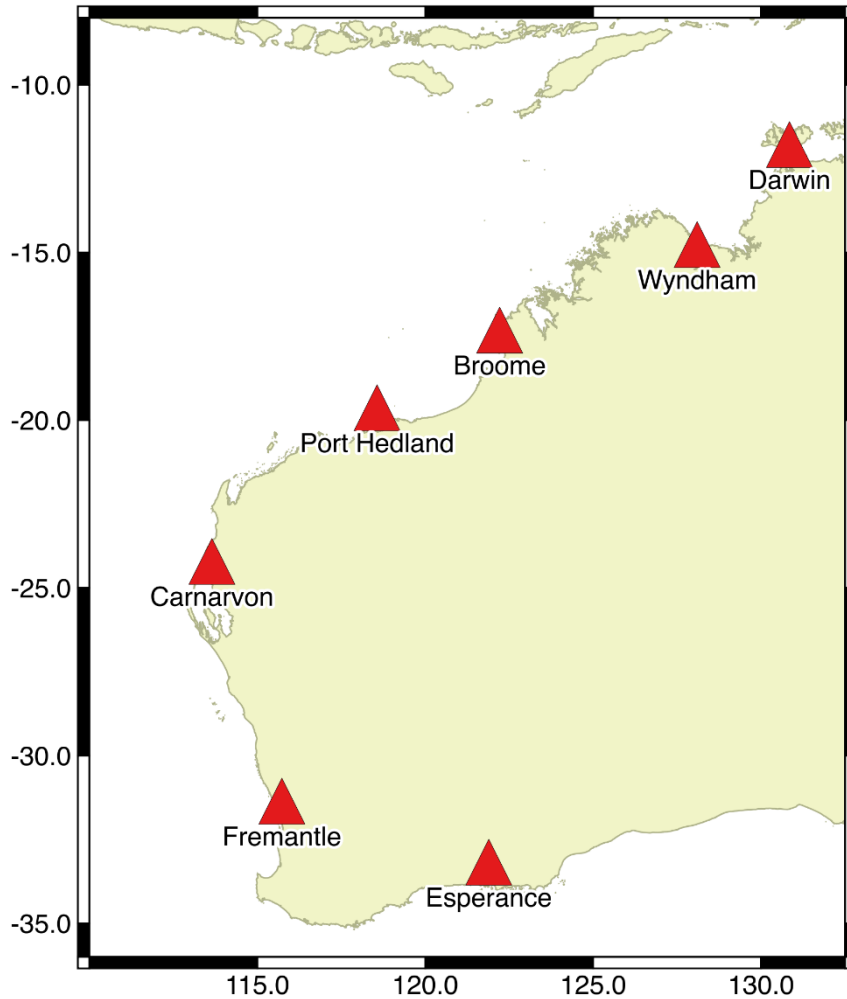 -10.0
Darwin
-15.0
Wyndham
Broome
-20.0
Port Hedland
-25.0
Carnarvon
-30.0
Fremantle
Esperance
-35.0
115.0 120.0 125.0 130.0